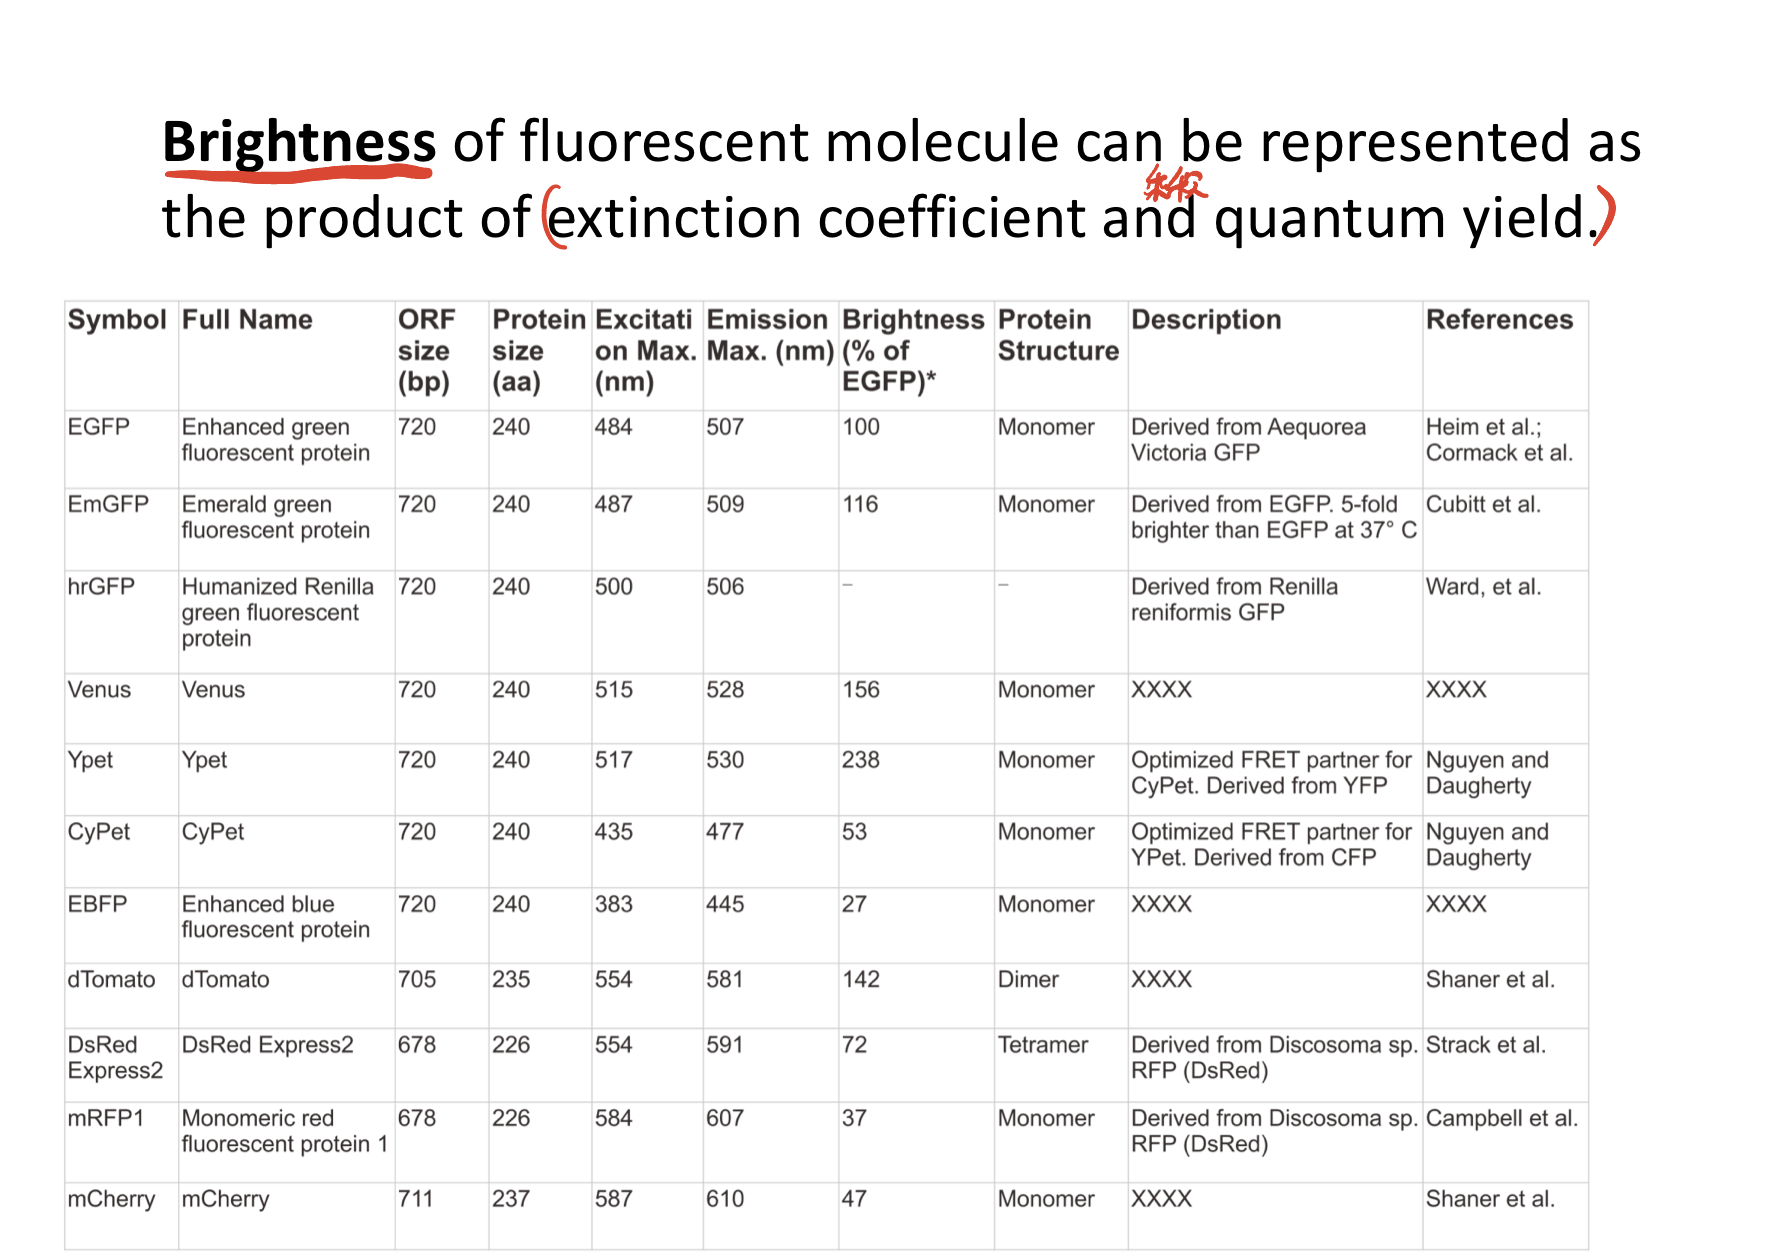 Brightness of fluorescent molecule can be represented as
the product of (extinction coefficient and quantum yield.)
Symbol Full Name ORF size (bp) Protein size (aa) Excitati on Max. (nm) Emission Max. (nm) Brightness (% of EGFP)* Protein Structure Description References
EGFP Enhanced green fluorescent protein 720 240 484 507 100 Monomer Derived from Aequorea Victoria GFP Heim et al.; Cormack et al.
EmGFP Emerald green fluorescent protein 720 240 487 509 116 Monomer Derived from EGFP. 5-fold brighter than EGFP at 37° C Cubitt et al.
hrGFP Humanized Renilla green fluorescent protein 720 240 500 506 – – Derived from Renilla reniformis GFP Ward, et al.
Venus Venus 720 240 515 528 156 Monomer XXXX XXXX
Ypet Ypet 720 240 517 530 238 Monomer Optimized FRET partner for CyPet. Derived from YFP Nguyen and Daugherty
CyPet CyPet 720 240 435 477 53 Monomer Optimized FRET partner for YPet. Derived from CFP Nguyen and Daugherty
EBFP Enhanced blue fluorescent protein 720 240 383 445 27 Monomer XXXX XXXX
dTomato dTomato 705 235 554 581 142 Dimer XXXX Shaner et al.
DsRed Express2 DsRed Express2 678 226 554 591 72 Tetramer Derived from Discosoma sp. RFP (DsRed) Strack et al.
mRFP1 Monomeric red fluorescent protein 1 678 226 584 607 37 Monomer Derived from Discosoma sp. RFP (DsRed) Campbell et al.
mCherry mCherry 711 237 587 610 47 Monomer XXXX Shaner et al.